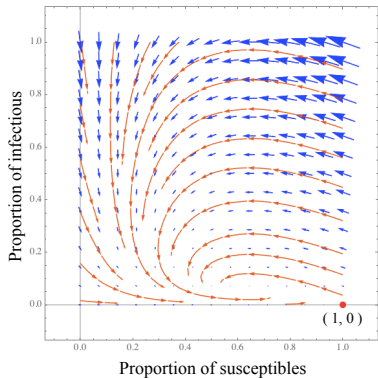 Proportion of infectious
1.0
0.8
0.6
0.4
0.2
0.0
0.0 0.2 0.4 0.6 0.8 1.0
( 1, 0 )
Proportion of susceptibles